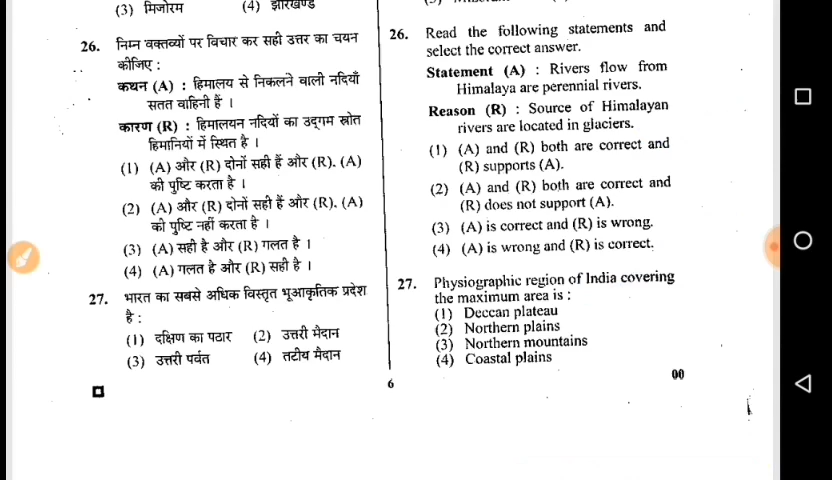 (3) मिजोरम (4) झारखण्ड
26. निम्न वक्तव्यों पर विचार कर सही उत्तर का चयन
कीजिए :
कथन (A) : हिमालय से निकलने वाली नदियाँ
सतत वाहिनी हैं ।
कारण (R) : हिमालयन नदियों का उद्गम स्रोत
हिमानियों में स्थित है ।
(1) (A) और (R) दोनों सही हैं और (R). (A)
की पुष्टि करता है ।
(2) (A) और (R) दोनों सही हैं और (R). (A)
की पुष्टि नहीं करता है ।
(3) (A) सही है और (R) गलत है ।
(4) (A) गलत है और (R) सही है ।
27. भारत का सबसे अधिक विस्तृत भूआकृतिक प्रदेश
है :
(1) दक्षिण का पठार (2) उत्तरी मैदान
(3) उत्तरी पर्वत (4) तटीय मैदान
26. Read the following statements and
select the correct answer.
Statement (A) : Rivers flow from
Himalaya are perennial rivers.
Reason (R) : Source of Himalayan
rivers are located in glaciers.
(1) (A) and (R) both are correct and
(R) supports (A).
(2) (A) and (R) both are correct and
(R) does not support (A).
(3) (A) is correct and (R) is wrong.
(4) (A) is wrong and (R) is correct.
27. Physiographic region of India covering
the maximum area is :
(1) Deccan plateau
(2) Northern plains
(3) Northern mountains
(4) Coastal plains
6
00